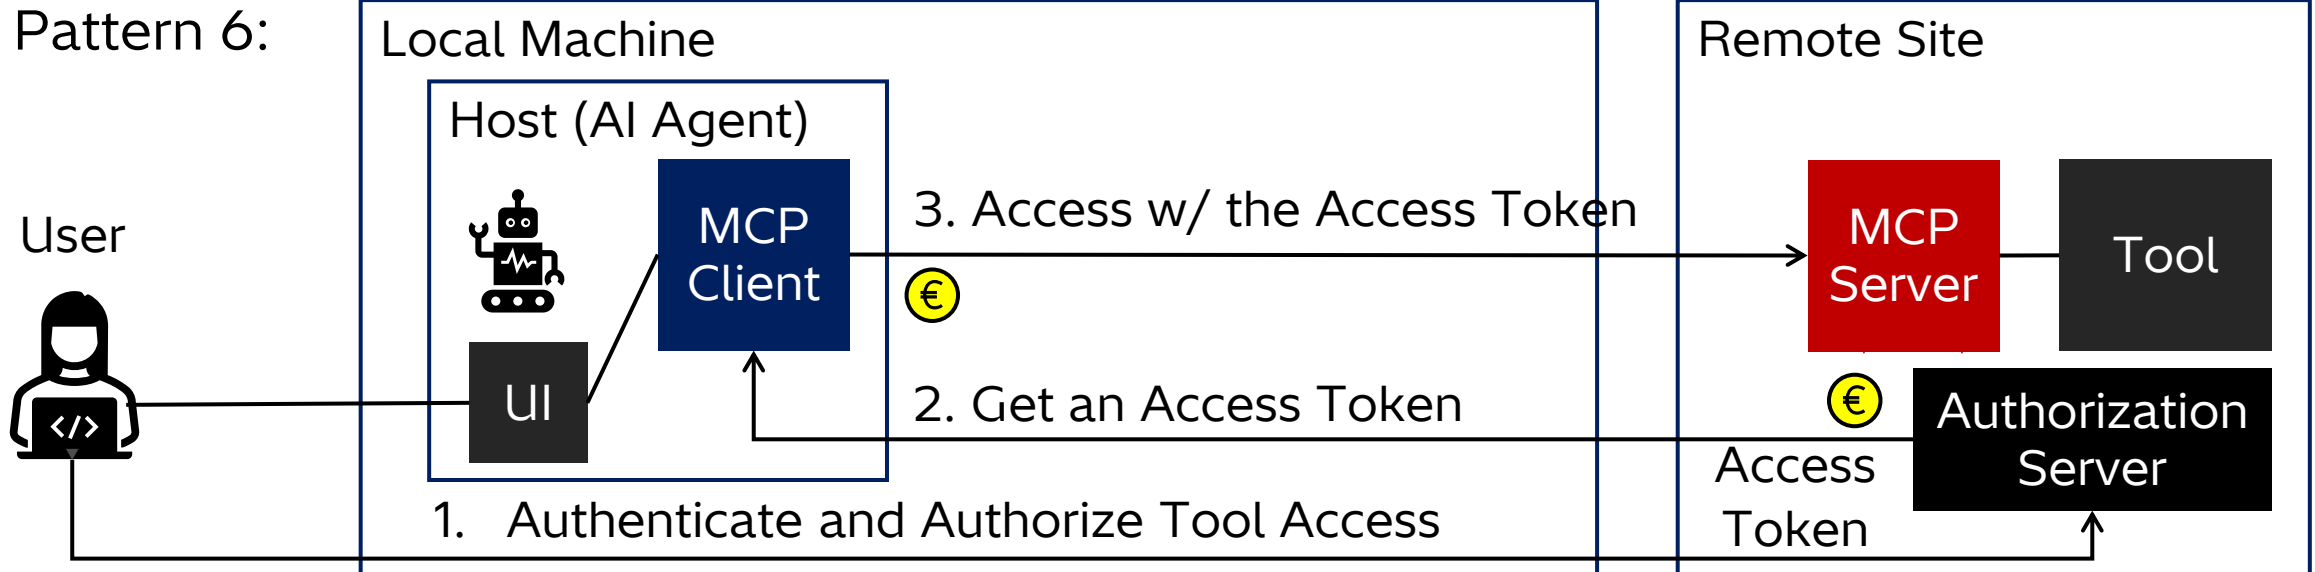 Pattern 6:
Local Machine
Remote Site
Host (AI Agent)
User
MCP
Client
UI
3. Access w/ the Access Token
€
MCP
Server
Tool
2. Get an Access Token
€
Access
Token
Authorization
Server
1. Authenticate and Authorize Tool Access
</>